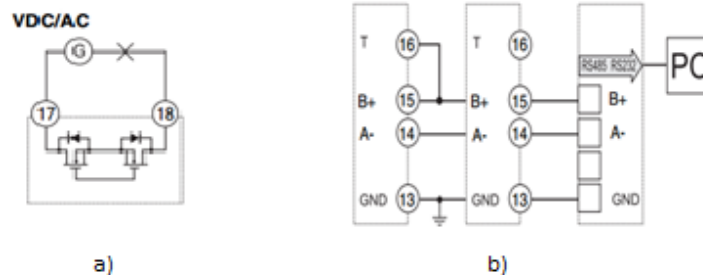 VDC/AC
G
17 18
a)
T 16 T 16 RS485 RS232 PC
B+ 15 B+ 15 B+
A- 14 A- 14 A-
GND 13 GND 13 GND
b)